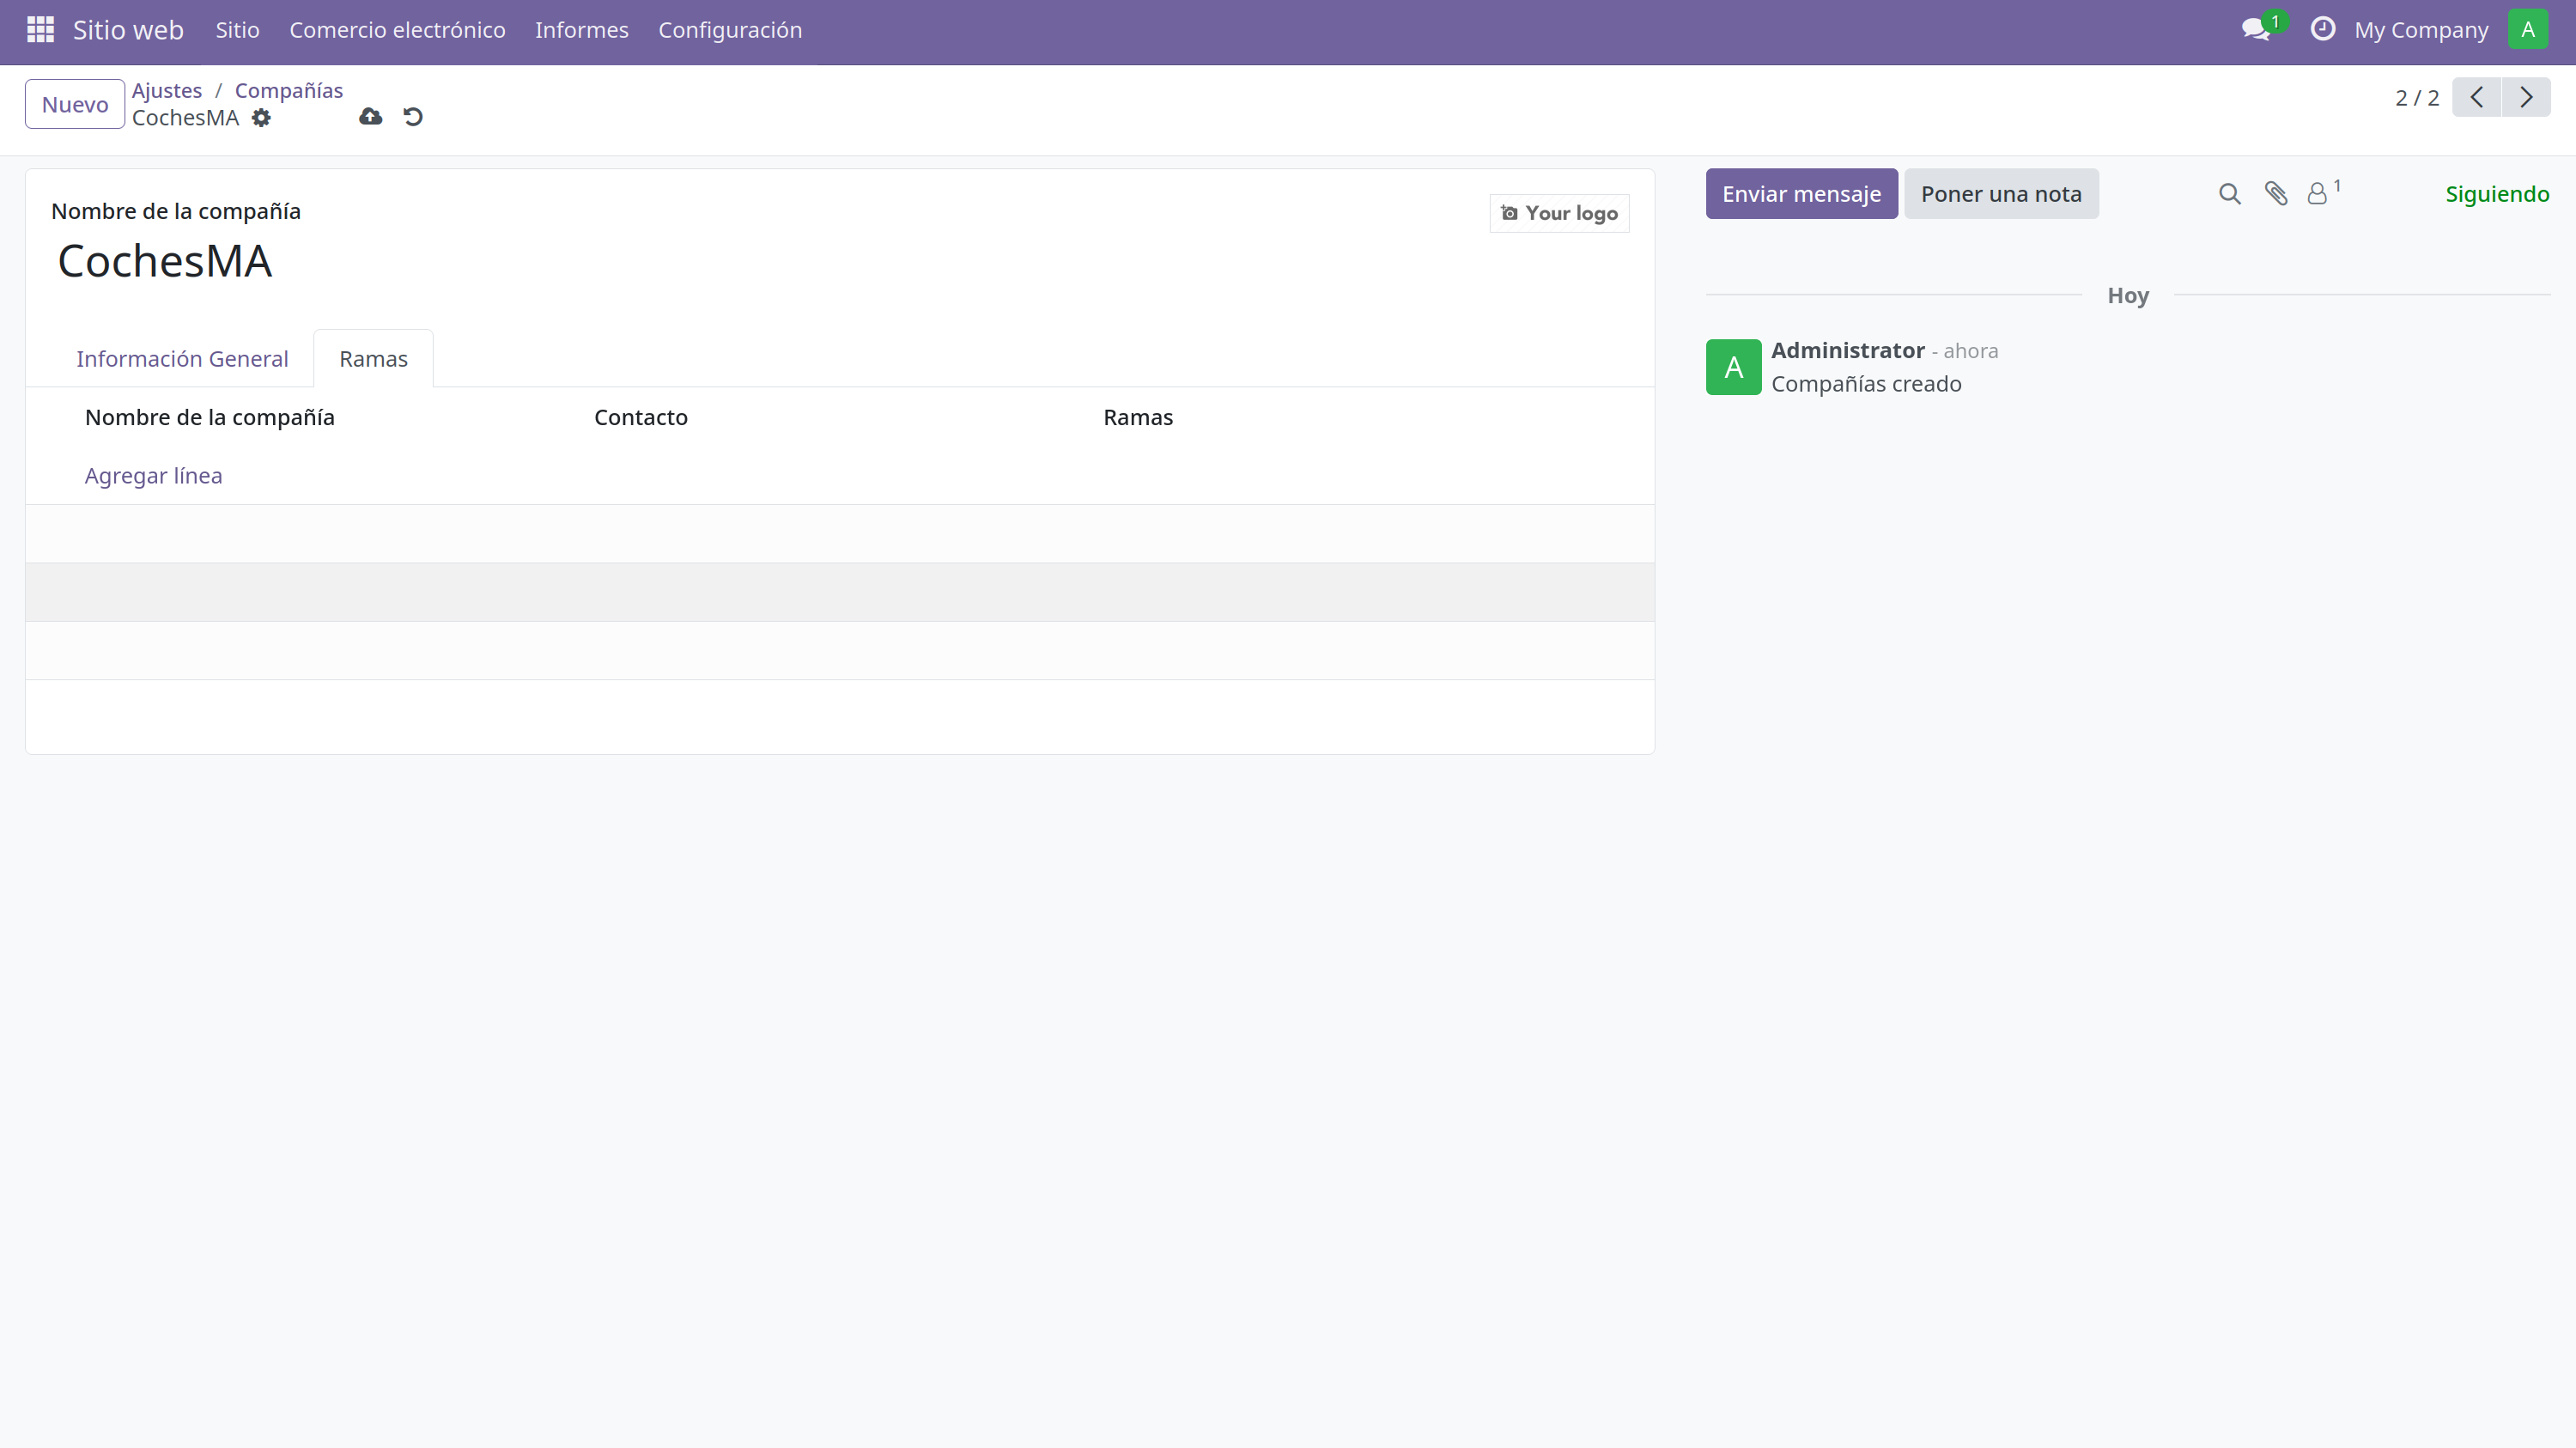 Sitio web Sitio Comercio electrónico Informes Configuración 1 My Company A
Nuevo Ajustes / Compañías
CochesMA
2 / 2
Nombre de la compañía
Your logo
CochesMA
Información General Ramas
Nombre de la compañía Contacto Ramas
Agregar línea
Enviar mensaje Poner una nota 1 Siguiendo
Hoy
A Administrator - ahora
Compañías creado